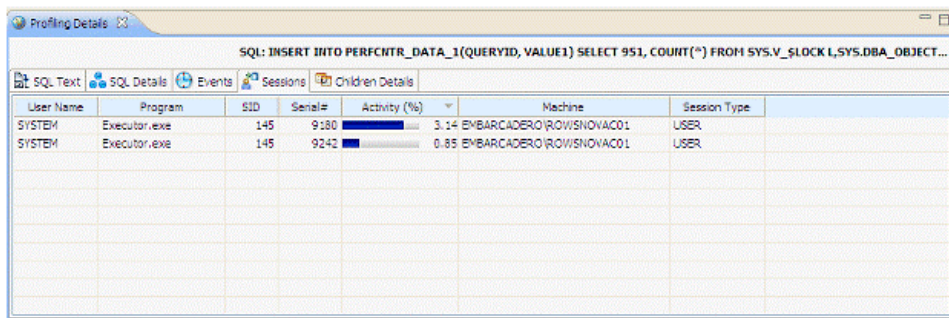 Profiling Details
SQL: INSERT INTO PERFCNTR_DATA_1(QUERYID, VALUE1) SELECT 951, COUNT(*) FROM SYS.V_$LOCK L,SYS.DBA_OBJECT...
SQL Text SQL Details Events Sessions Children Details
User Name Program SID Serial# Activity (%) Machine Session Type
SYSTEM Executor.exe 145 9180 3.14 EMBARCADERO\ROWSNOVAC01 USER
SYSTEM Executor.exe 145 9242 0.85 EMBARCADERO\ROWSNOVAC01 USER